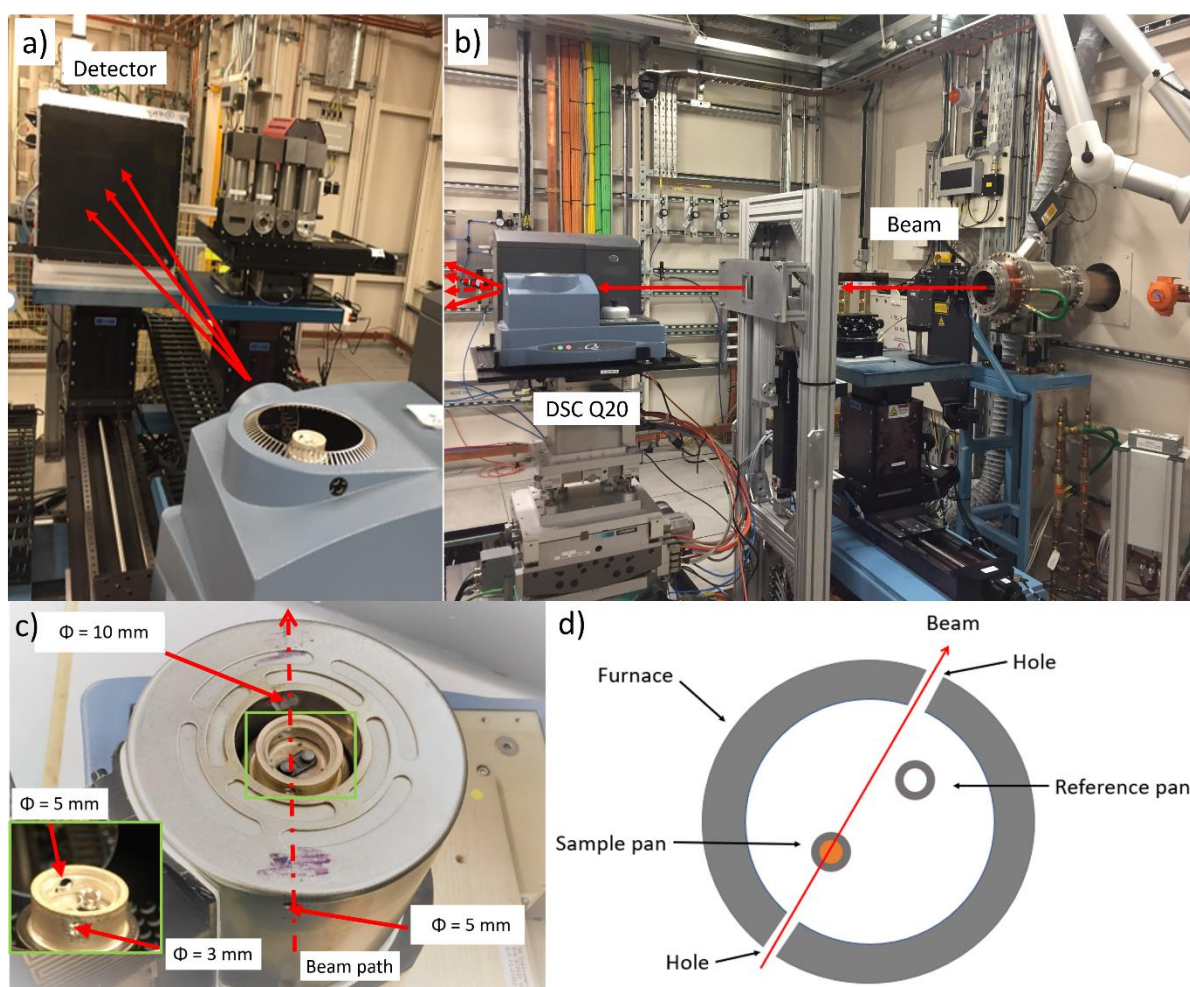 a)
Detector
b)
Beam
DSC Q20
c)
Φ = 10 mm
Φ = 5 mm
Φ = 3 mm
Φ = 5 mm
Beam path
d)
Beam
Hole
Furnace
Reference pan
Sample pan
Hole